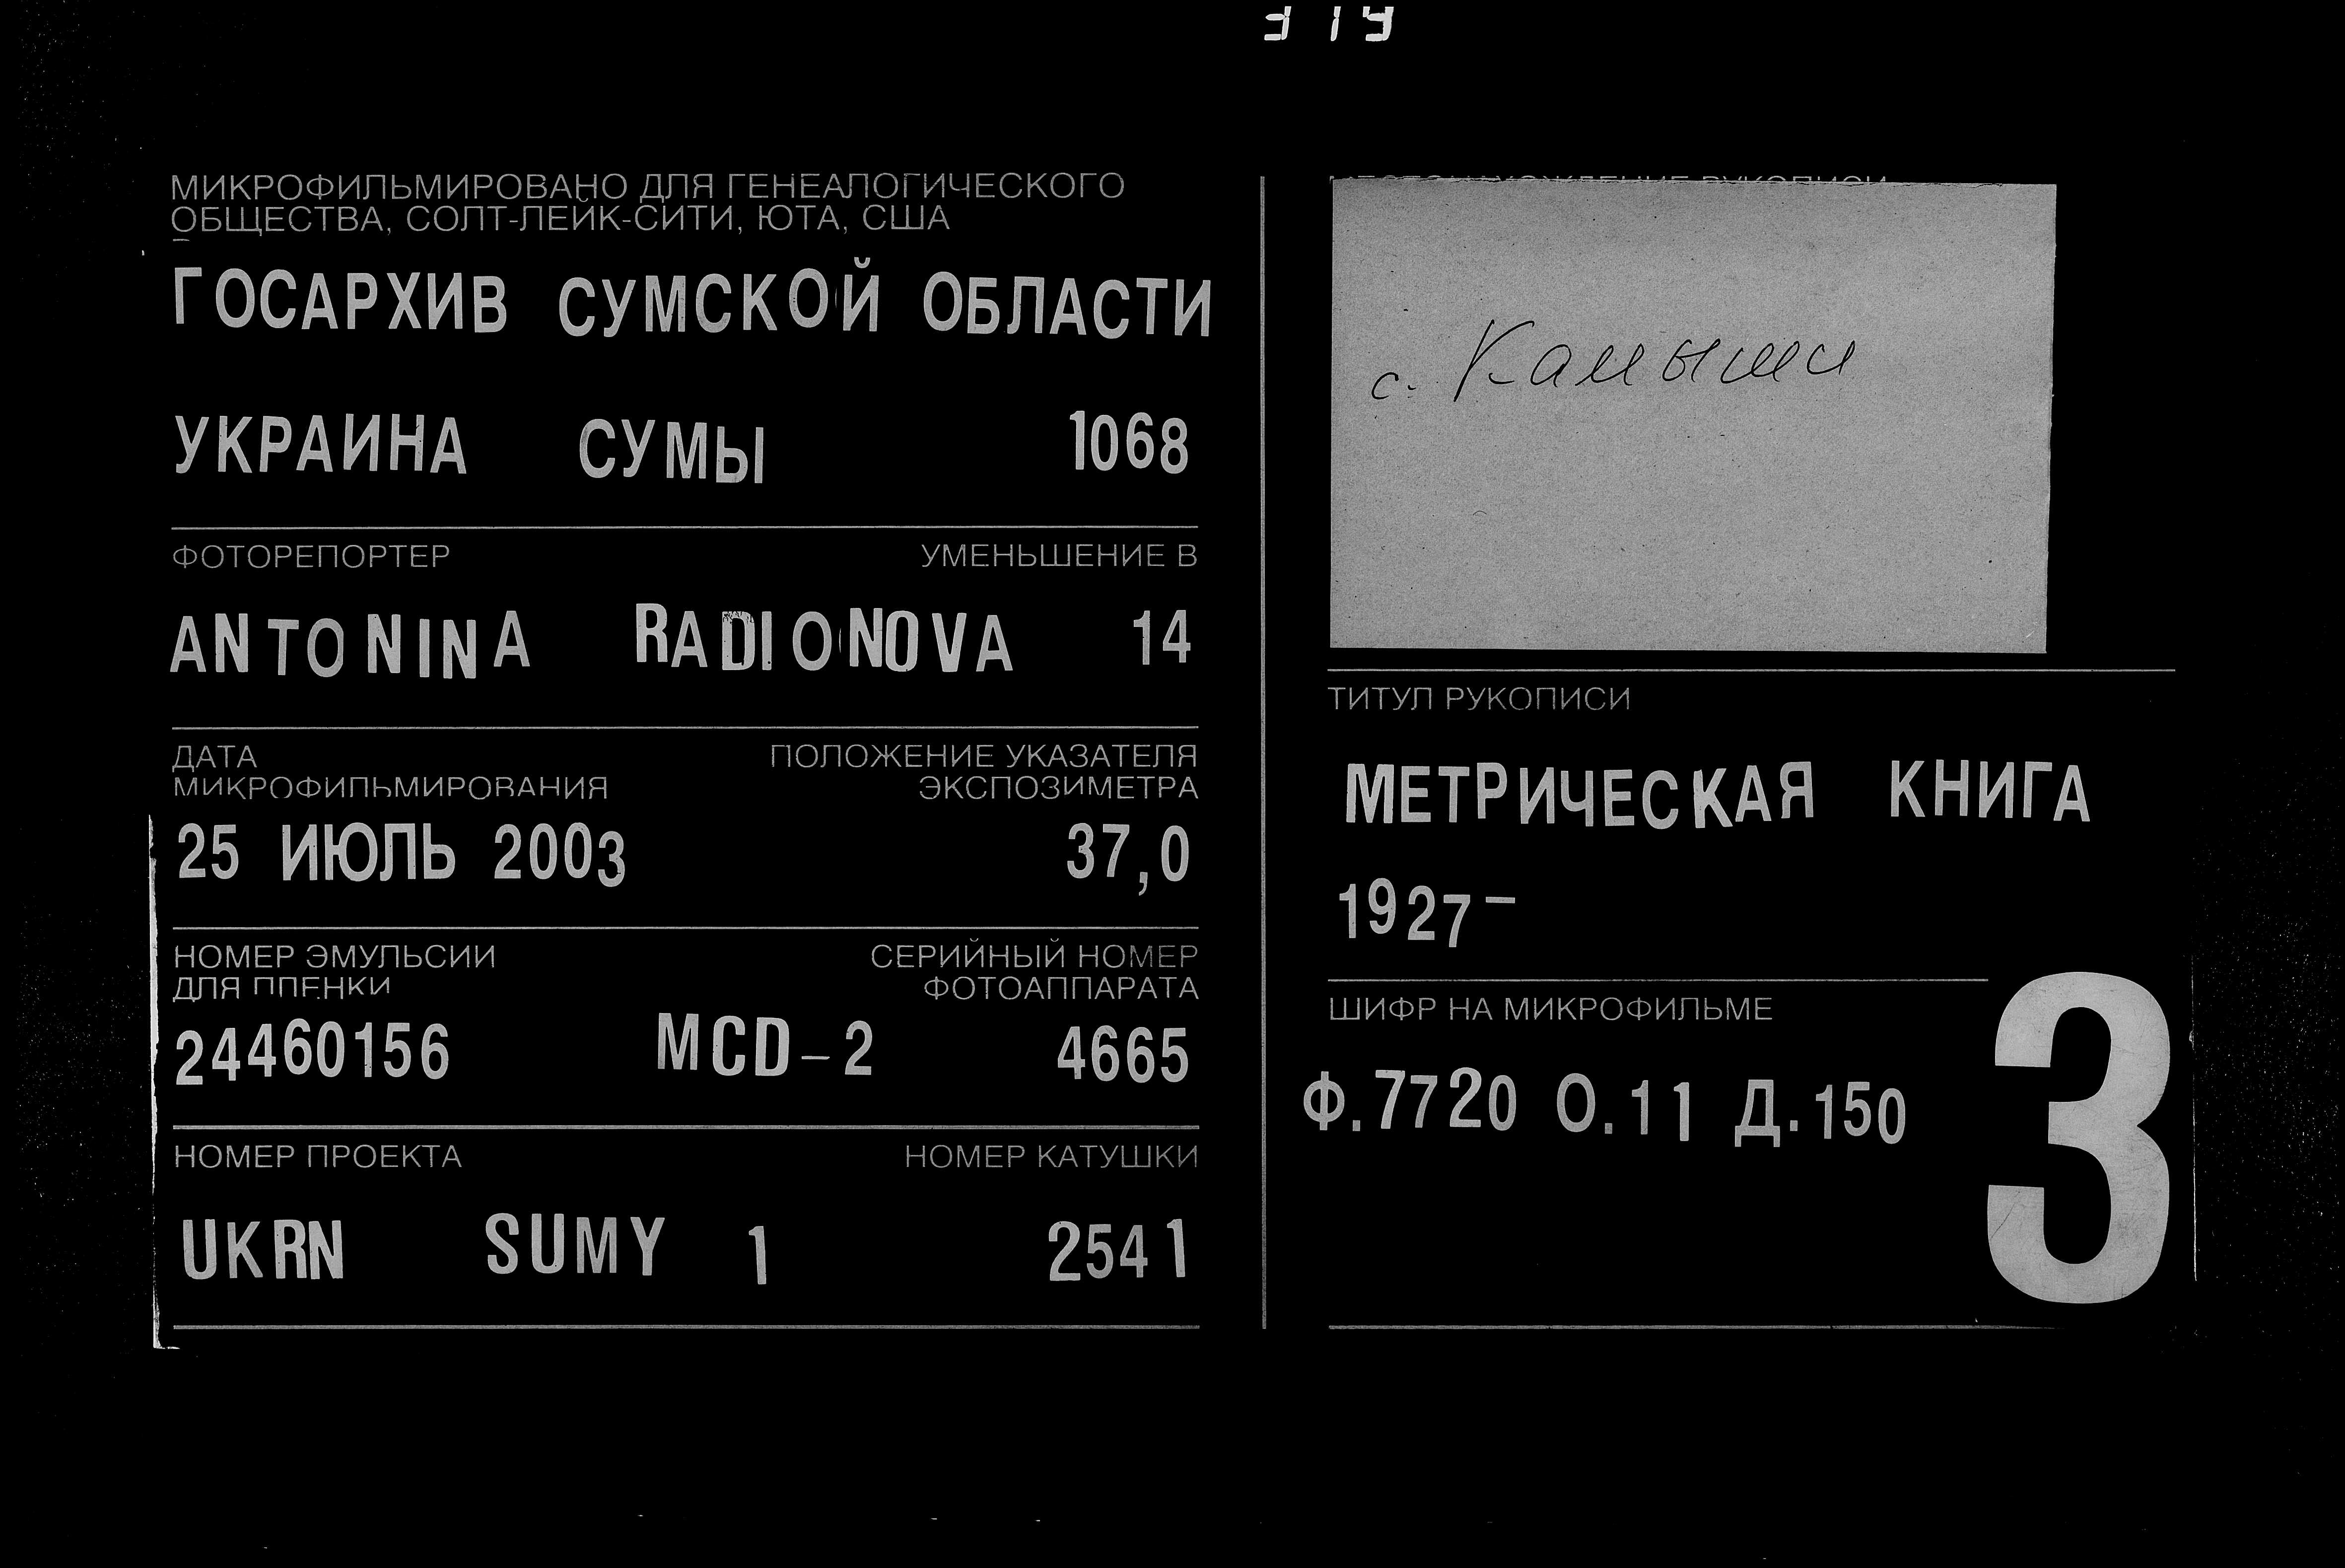 МИКРОФИЛЬМИРОВАНО ДЛЯ ГЕНЕАЛОГИЧЕСКОГО
ОБЩЕСТВА, СОЛТ-ЛЕЙК-СИТИ, ЮТА, США
ГОСАРХИВ СУМСКОЙ ОБЛАСТИ
УКРАИНА СУМЫ 1068
ФОТОРЕПОРТЕР УМЕНЬШЕНИЕ В
ANTONINA RADIONOVA 14
ДАТА ПОЛОЖЕНИЕ УКАЗАТЕЛЯ
МИКРОФИЛЬМИРОВАНИЯ ЭКСПОЗИМЕТРА
25 ИЮЛЬ 2003 37,0
НОМЕР ЭМУЛЬСИИ СЕРИЙНЫЙ НОМЕР
ДЛЯ ПЛЕНКИ ФОТОАППАРАТА
24460156 MCD-2 4665
НОМЕР ПРОЕКТА НОМЕР КАТУШКИ
UKRN SUMY 1 2541
с. Камыши
ТИТУЛ РУКОПИСИ
МЕТРИЧЕСКАЯ КНИГА
1927-
ШИФР НА МИКРОФИЛЬМЕ
Ф.7720 О.11 Д.150
3